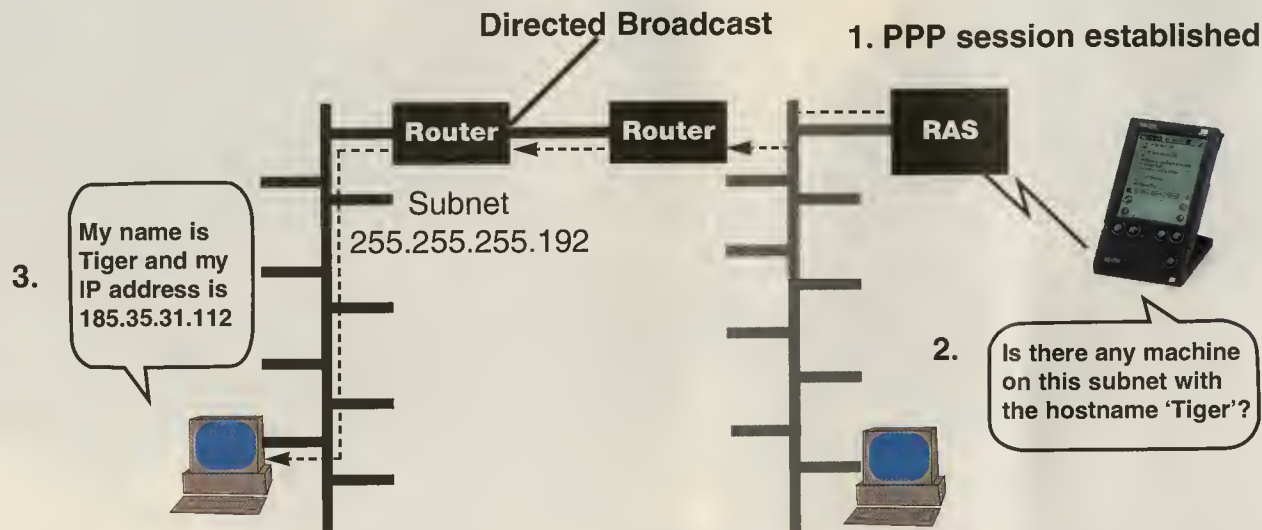 Directed Broadcast
1. PPP session established
Router
Router
RAS
Subnet
255.255.255.192
3.
My name is
Tiger and my
IP address is
185.35.31.112
2.
Is there any machine
on this subnet with
the hostname 'Tiger'?